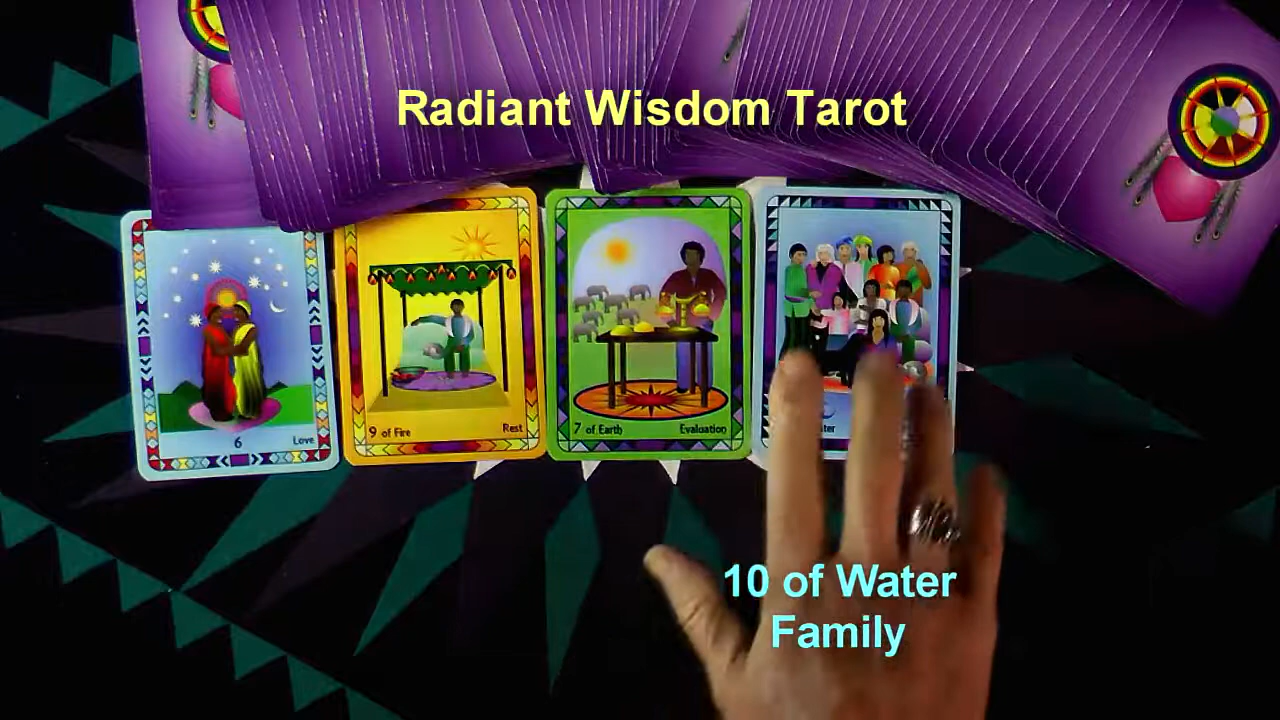 Radiant Wisdom Tarot
6 Love
9 of Fire Rest
7 of Earth Evaluation
10 of Water
Family